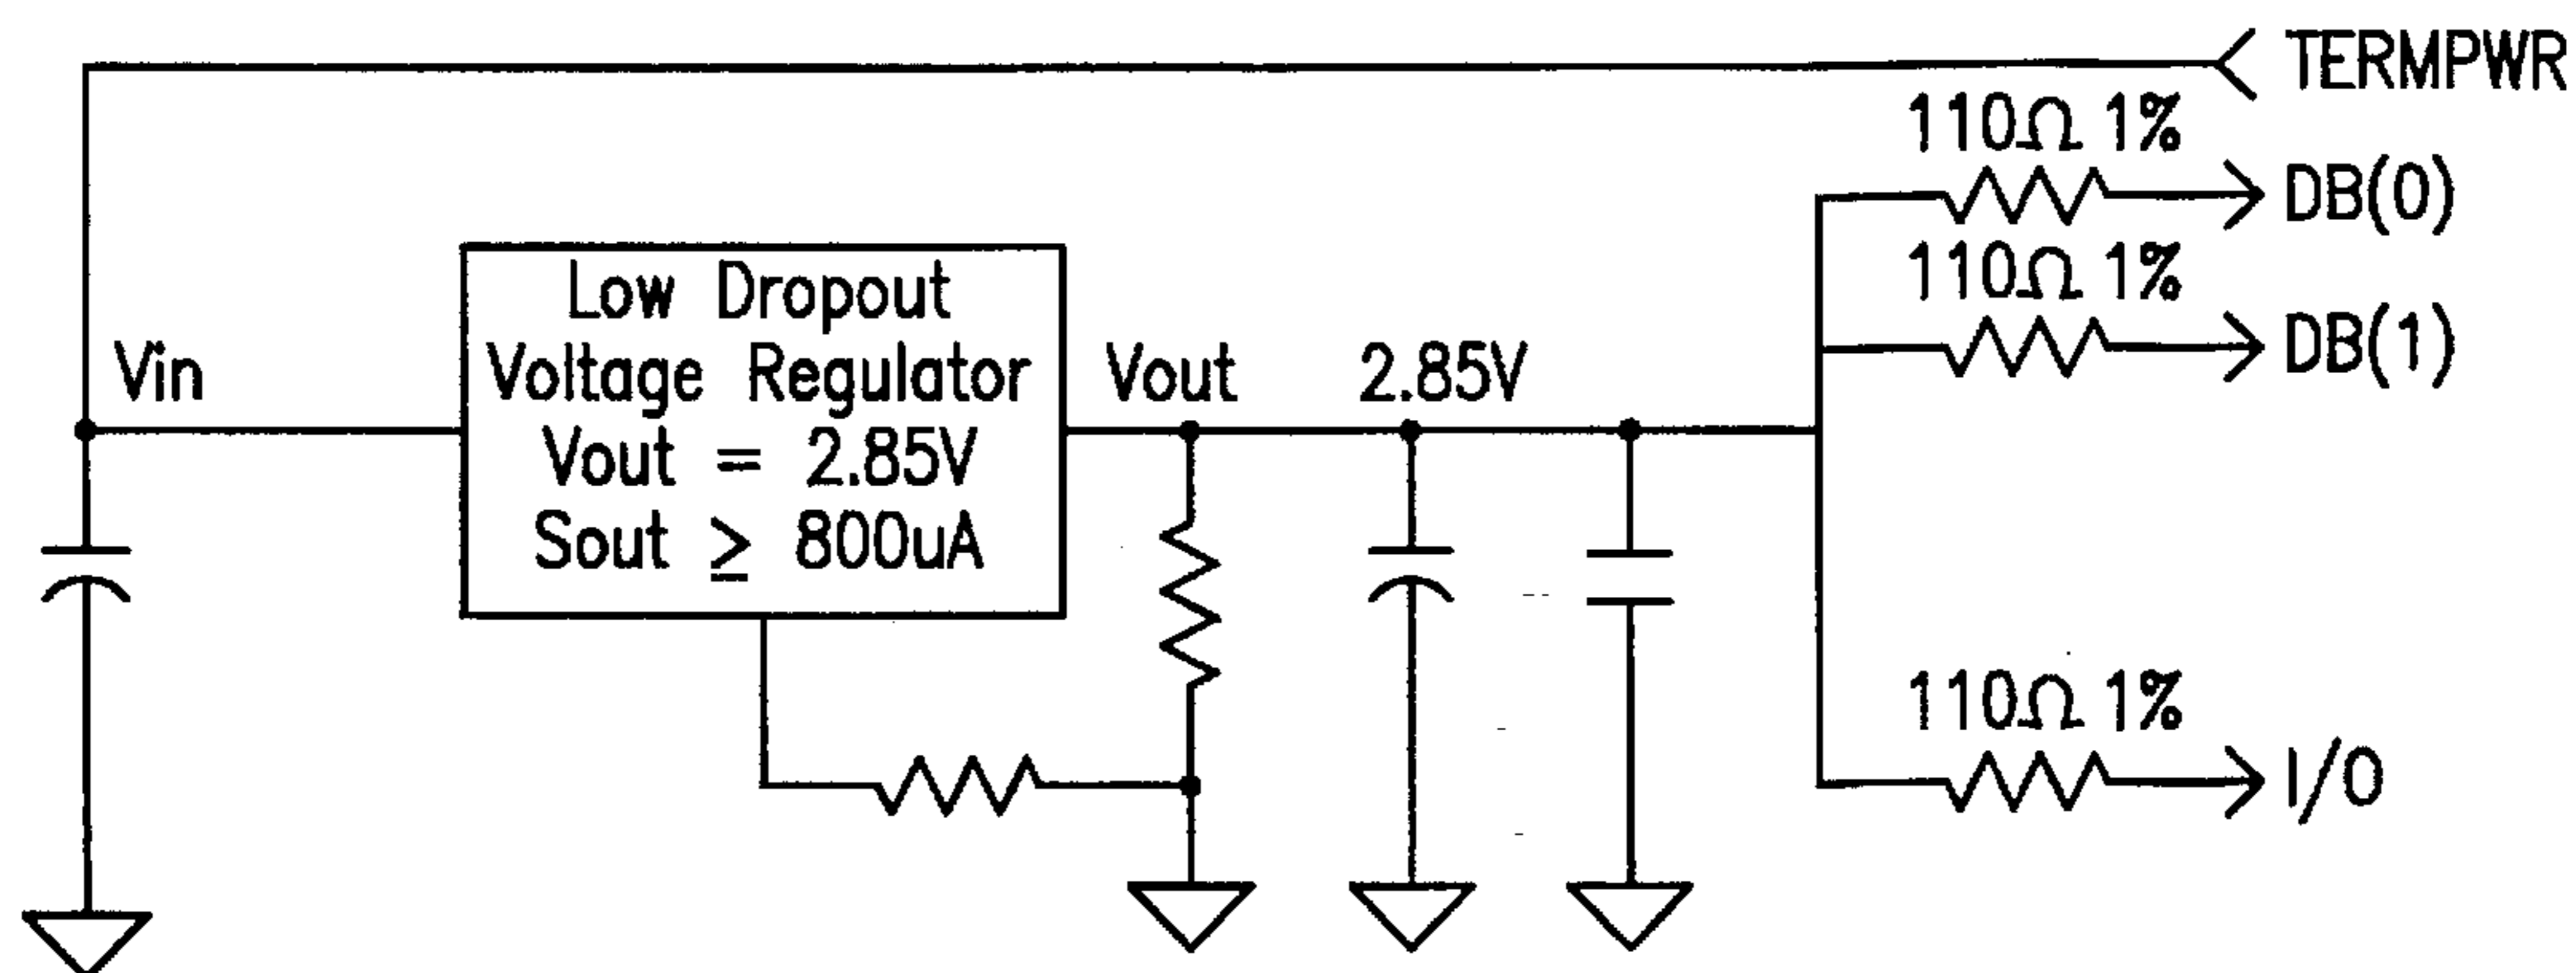 TERMPWR
110Ω 1%
DB(0)
110Ω 1%
DB(1)
Low Dropout
Voltage Regulator
Vout = 2.85V
Sout ≥ 800uA
Vin
Vout
2.85V
110Ω 1%
I/O